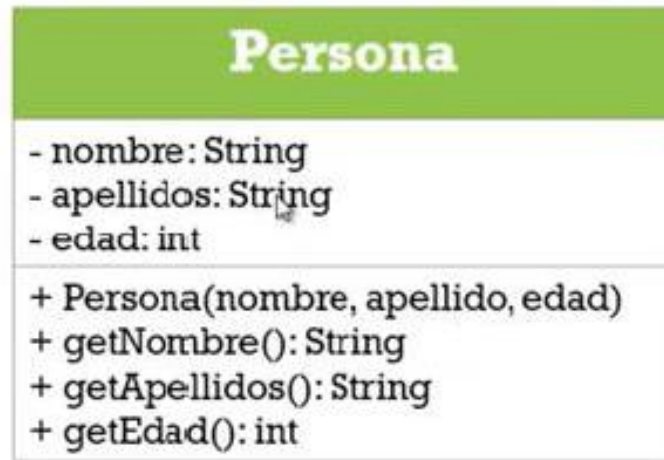 Persona
- nombre: String
- apellidos: String
- edad: int
+ Persona(nombre, apellido, edad)
+ getNombre(): String
+ getApellidos(): String
+ getEdad(): int